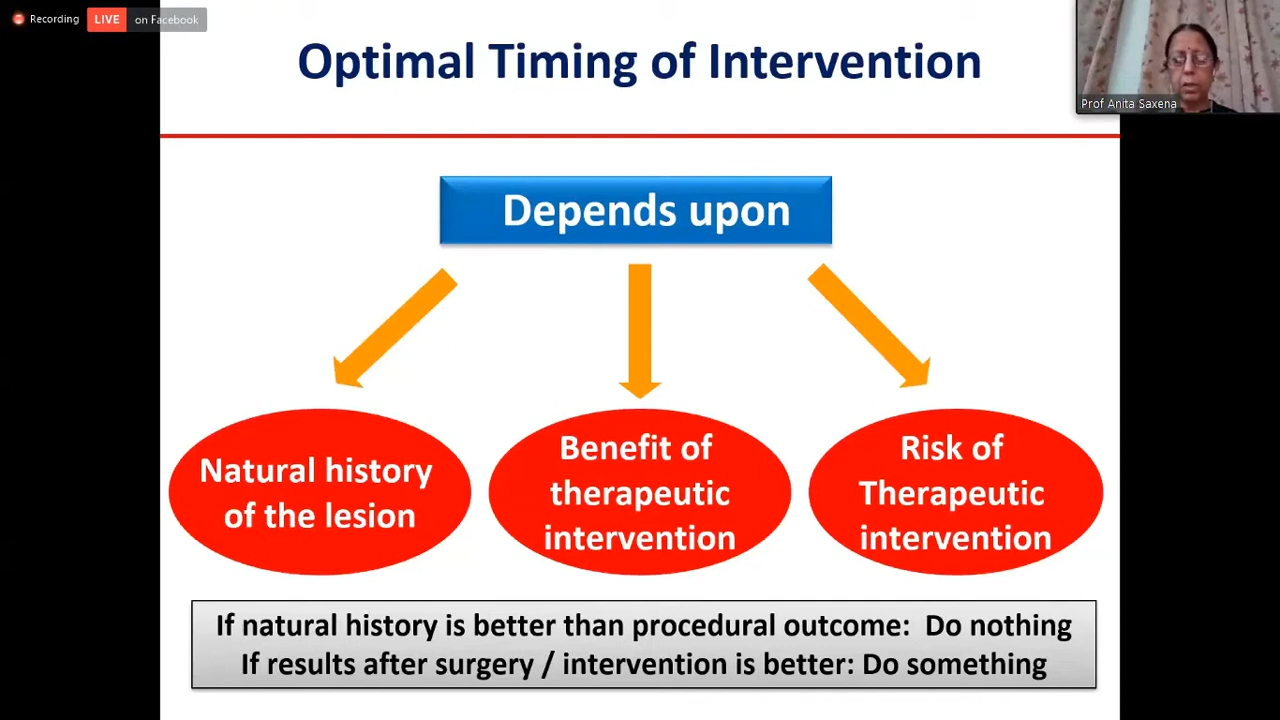 Recording LIVE on Facebook
Optimal Timing of Intervention
Prof Anita Saxena
Depends upon
Natural history
of the lesion
Benefit of
therapeutic
intervention
Risk of
Therapeutic
intervention
If natural history is better than procedural outcome: Do nothing
If results after surgery / intervention is better: Do something